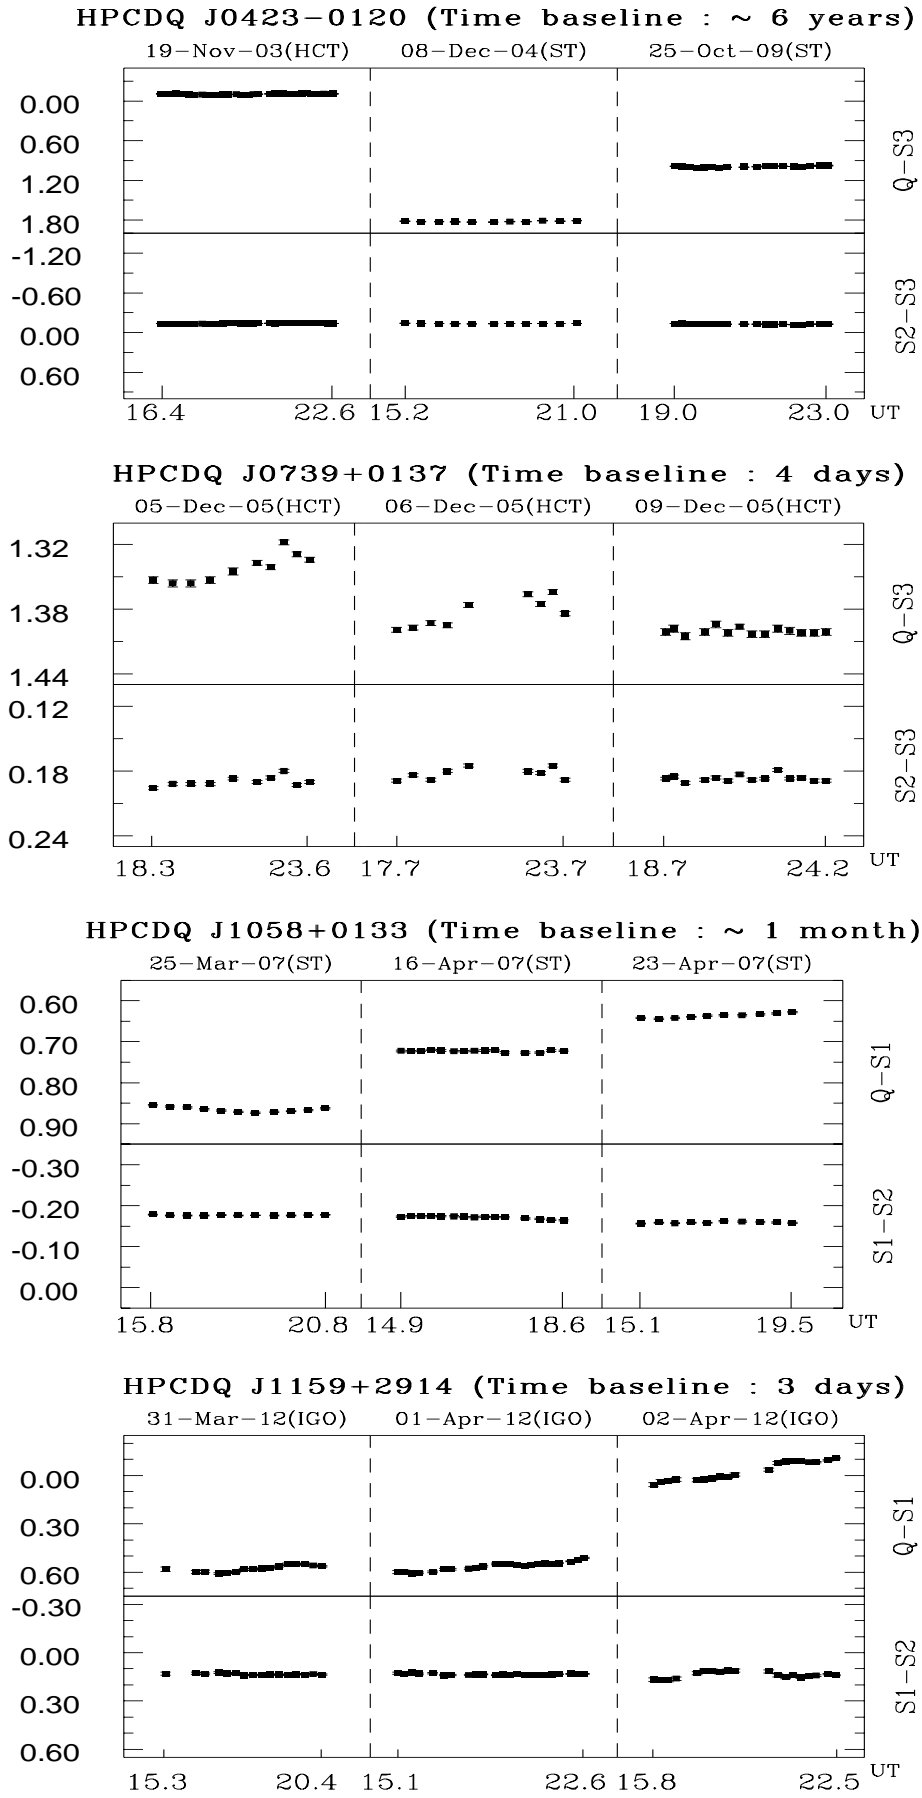 HPCDQ J0423−0120 (Time baseline : ~ 6 years)
19−Nov−03(HCT) 08−Dec−04(ST) 25−Oct−09(ST)
0.00
0.60
1.20
1.80
Q−S3
-1.20
-0.60
0.00
0.60
S2−S3
16.4 22.6 15.2 21.0 19.0 23.0 UT
HPCDQ J0739+0137 (Time baseline : 4 days)
05−Dec−05(HCT) 06−Dec−05(HCT) 09−Dec−05(HCT)
1.32
1.38
1.44
Q−S3
0.12
0.18
0.24
S2−S3
18.3 23.6 17.7 23.7 18.7 24.2 UT
HPCDQ J1058+0133 (Time baseline : ~ 1 month)
25−Mar−07(ST) 16−Apr−07(ST) 23−Apr−07(ST)
0.60
0.70
0.80
0.90
Q−S1
-0.30
-0.20
-0.10
0.00
S1−S2
15.8 20.8 14.9 18.6 15.1 19.5 UT
HPCDQ J1159+2914 (Time baseline : 3 days)
31−Mar−12(IGO) 01−Apr−12(IGO) 02−Apr−12(IGO)
0.00
0.30
0.60
Q−S1
-0.30
0.00
0.30
0.60
S1−S2
15.3 20.4 15.1 22.6 15.8 22.5 UT